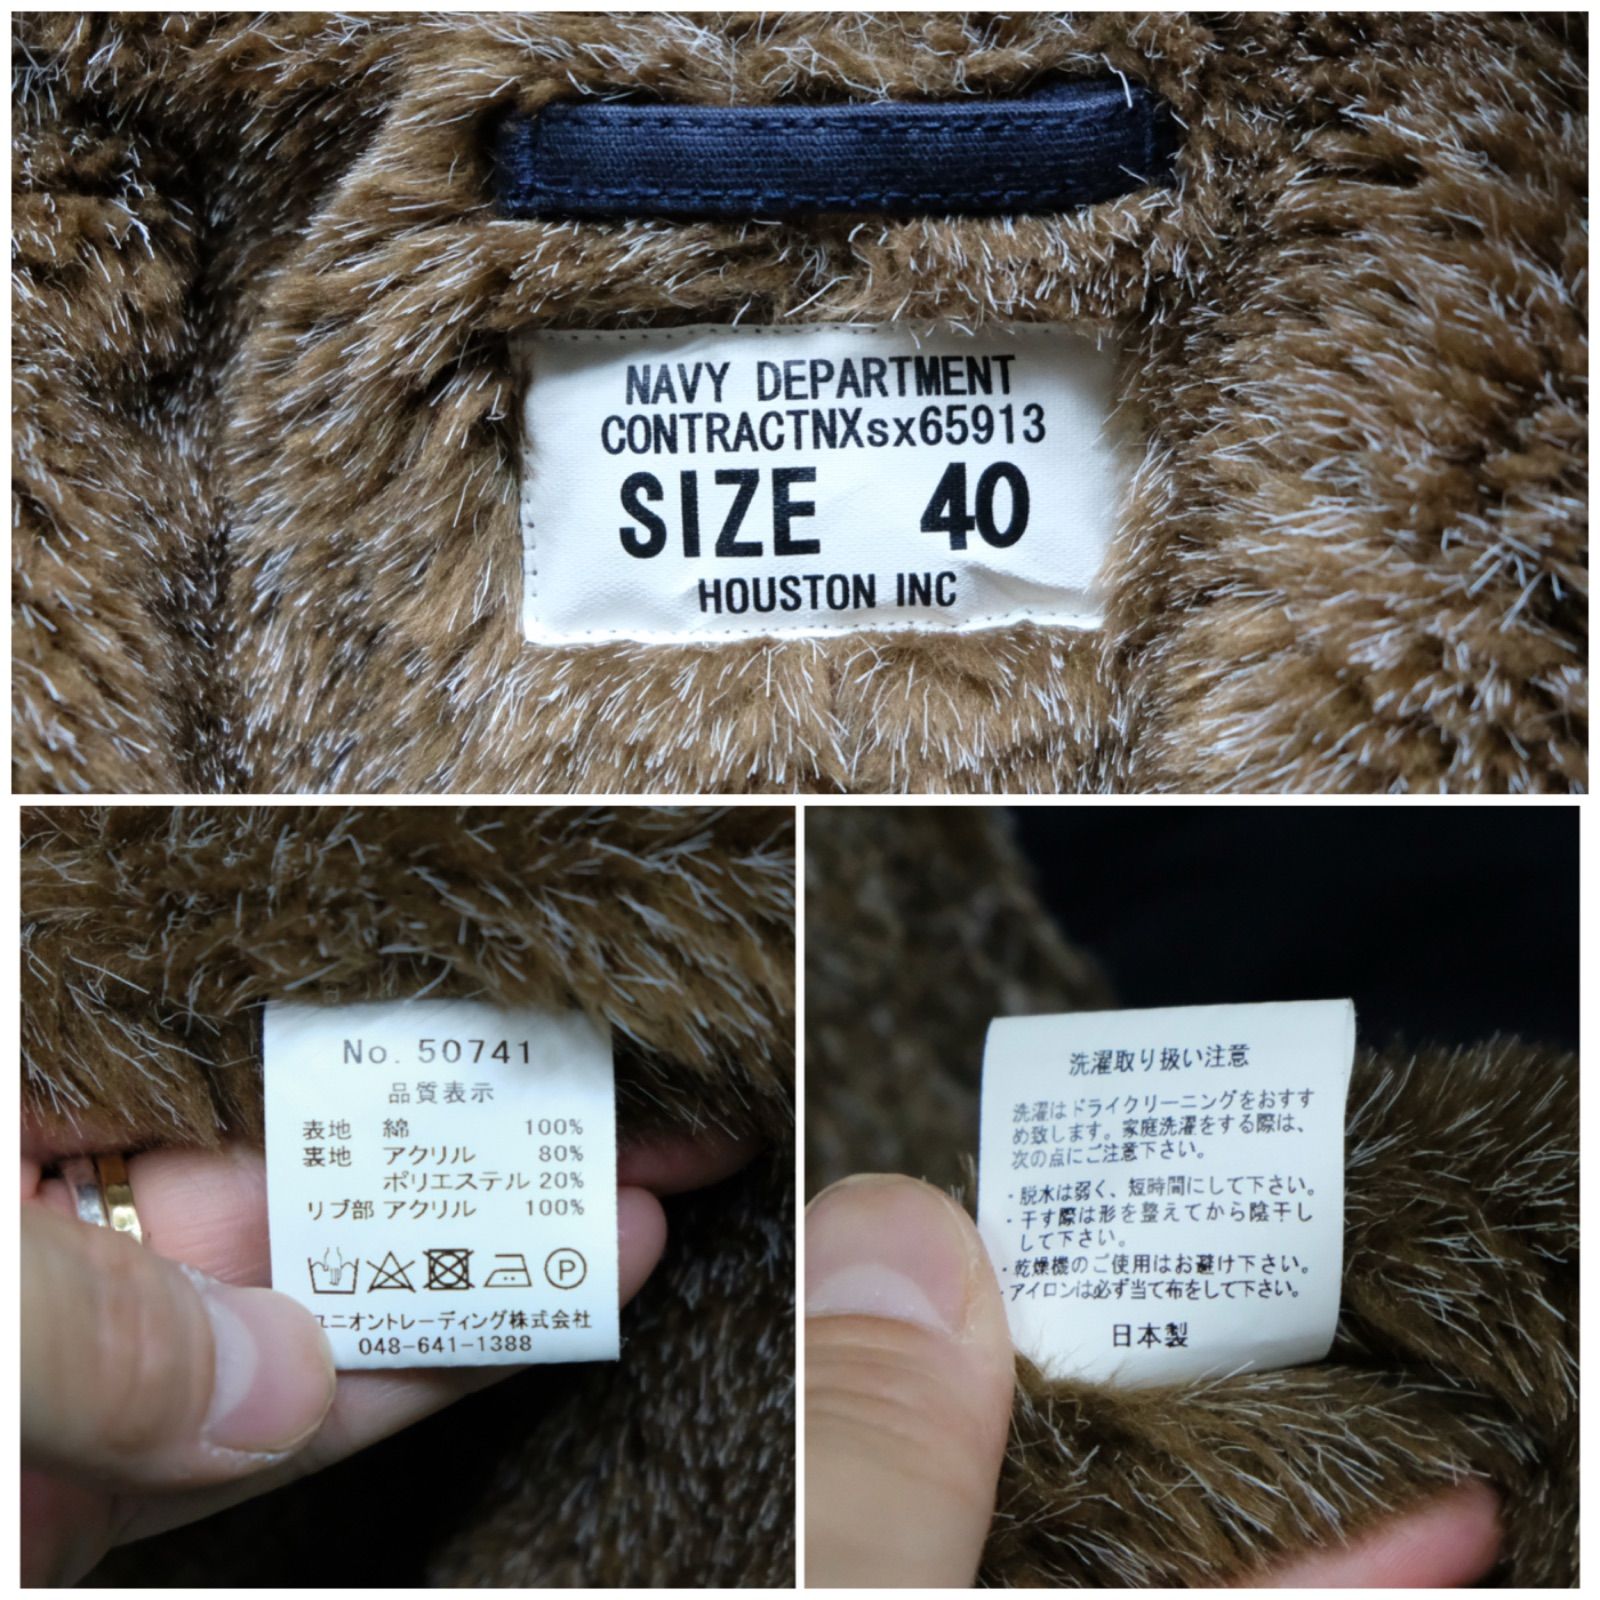 NAVY DEPARTMENT
CONTRACTNXsx65913
SIZE 40
HOUSTON INC
No. 50741
品質表示
表地 綿 100%
裏地 アクリル 80%
ポリエステル 20%
リブ部 アクリル 100%
P
ユニオントレーディング株式会社
048-641-1388
洗濯取り扱い注意
洗濯はドライクリーニングをおすす
め致します。家庭洗濯をする際は、
次の点にご注意下さい。
・脱水は弱く、短時間にして下さい。
・干す際は形を整えてから陰干し
して下さい。
・乾燥機のご使用はお避け下さい。
・アイロンは必ず当て布をして下さい。
日本製